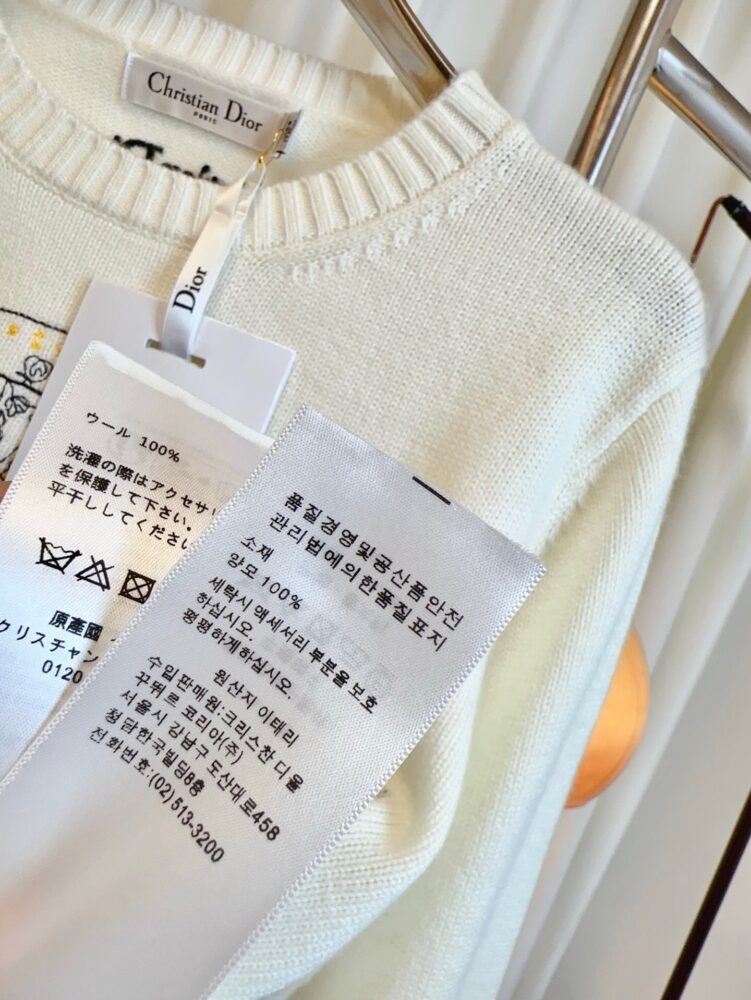 Christian Dior
PARIS
Dior
ウール 100%
洗濯の際はアクセサリ
を保護して下さい。
平干ししてくださ
原産國
クリスチャン
0120
품질경영및공산품안전
관리법에의한품질표지
소재
양모 100%
세탁시 액세서리 부분을 보호
하십시오.
평평하게하십시오.
원산지 이테리
수입판매원:크리스찬 디올
꾸뛰르 코리아(주)
서울시 강남구 도산대로458
청담한국빌딩8층
전화번호:(02)513-3200